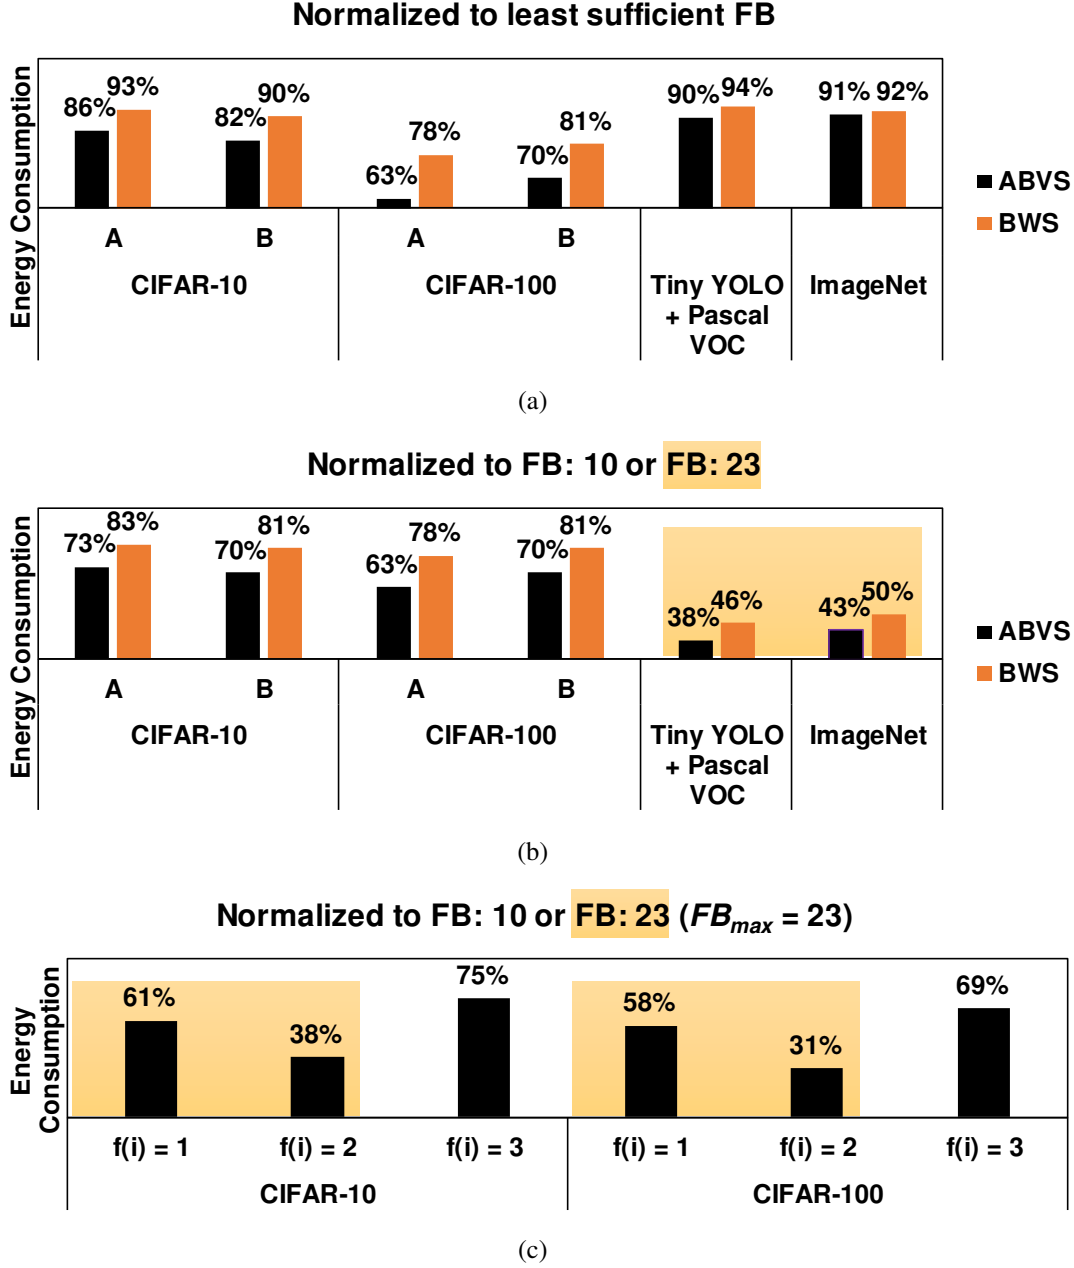 Normalized to least sufficient FB
Energy Consumption
86%
93%
82%
90%
63%
78%
70%
81%
90%
94%
91%
92%
ABVS
BWS
A
B
A
B
CIFAR-10
CIFAR-100
Tiny YOLO
+ Pascal
VOC
ImageNet
(a)
Normalized to FB: 10 or FB: 23
Energy Consumption
73%
83%
70%
81%
63%
78%
70%
81%
38%
46%
43%
50%
ABVS
BWS
A
B
A
B
CIFAR-10
CIFAR-100
Tiny YOLO
+ Pascal
VOC
ImageNet
(b)
Normalized to FB: 10 or FB: 23 (FBmax = 23)
Energy
Consumption
61%
38%
75%
58%
31%
69%
f(i) = 1
f(i) = 2
f(i) = 3
f(i) = 1
f(i) = 2
f(i) = 3
CIFAR-10
CIFAR-100
(c)